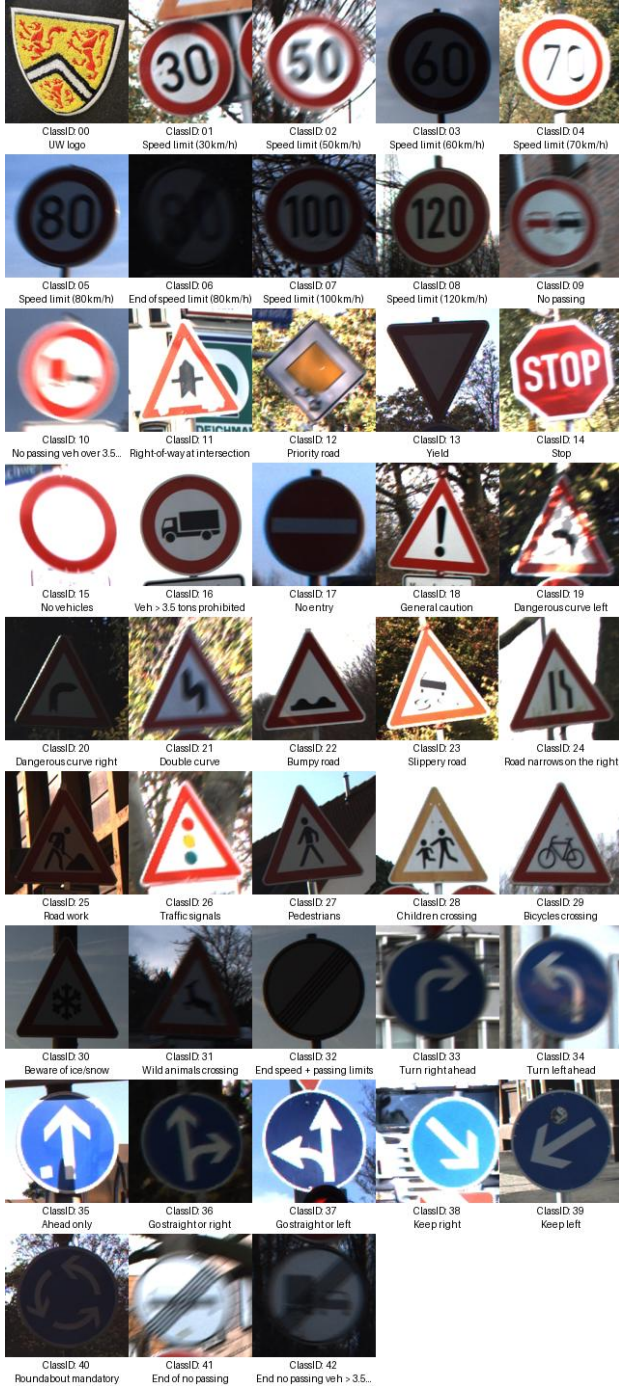 30
50
60
70
ClassID: 00
ClassID: 01
ClassID: 02
ClassID: 03
ClassID: 04
UW logo
Speed limit (30km/h)
Speed limit (50km/h)
Speed limit (60km/h)
Speed limit (70km/h)
80
80
100
120
ClassID: 05
ClassID: 06
ClassID: 07
ClassID: 08
ClassID: 09
Speed limit (80km/h)
End of speed limit (80km/h)
Speed limit (100km/h)
Speed limit (120km/h)
No passing
DEICHMAN
STOP
ClassID: 10
ClassID: 11
ClassID: 12
ClassID: 13
ClassID: 14
No passing veh over 3.5...
Right-of-way at intersection
Priority road
Yield
Stop
ClassID: 15
ClassID: 16
ClassID: 17
ClassID: 18
ClassID: 19
No vehicles
Veh > 3.5 tons prohibited
No entry
General caution
Dangerous curve left
ClassID: 20
ClassID: 21
ClassID: 22
ClassID: 23
ClassID: 24
Dangerous curve right
Double curve
Bumpy road
Slippery road
Road narrows on the right
ClassID: 25
ClassID: 26
ClassID: 27
ClassID: 28
ClassID: 29
Road work
Traffic signals
Pedestrians
Children crossing
Bicycles crossing
ClassID: 30
ClassID: 31
ClassID: 32
ClassID: 33
ClassID: 34
Beware of ice/snow
Wild animals crossing
End speed + passing limits
Turn right ahead
Turn left ahead
ClassID: 35
ClassID: 36
ClassID: 37
ClassID: 38
ClassID: 39
Ahead only
Go straight or right
Go straight or left
Keep right
Keep left
ClassID: 40
ClassID: 41
ClassID: 42
Roundabout mandatory
End of no passing
End no passing veh > 3.5...